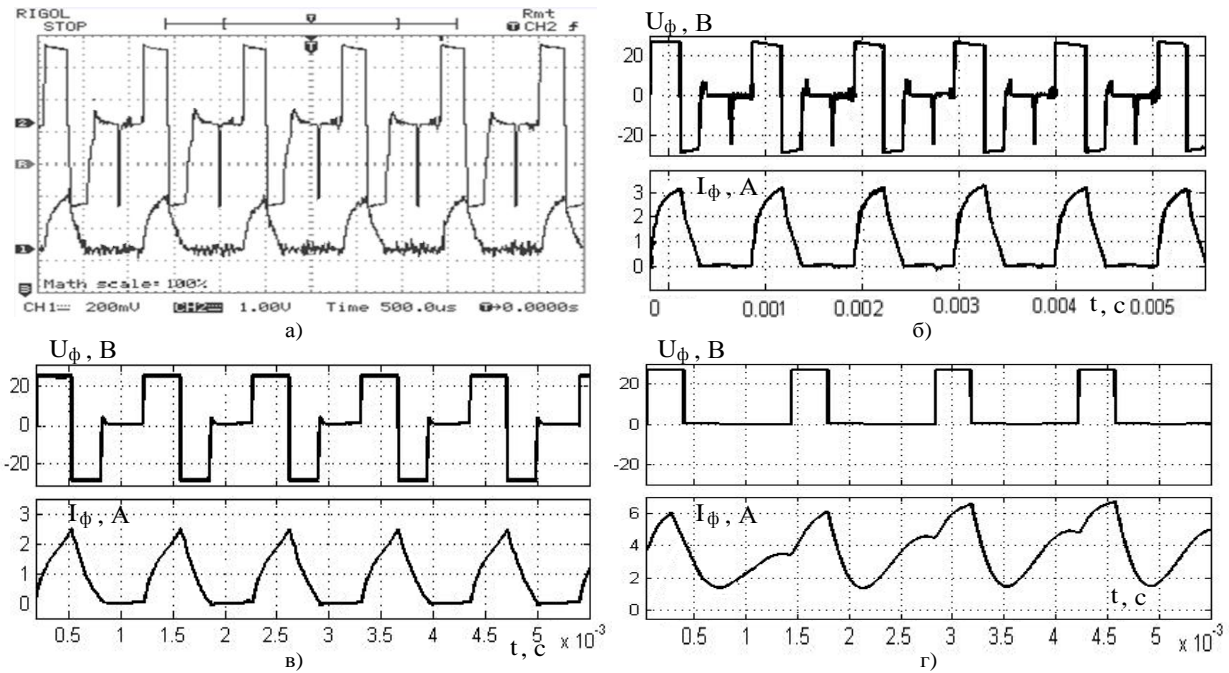 RIGOL
STOP
Rmt
CH2
2
1
Math scale: 100%
CH1 200mV CH2 1.00V Time 500.0us T→0.0000s
а)
Uф, В
20
0
-20
Iф, А
3
2
1
0
0 0.001 0.002 0.003 0.004 t, с 0.005
б)
Uф, В
20
0
-20
Iф, А
3
2
1
0
0.5 1 1.5 2 2.5 3 3.5 4 4.5 t, с 5 x 10⁻³
в)
Uф, В
20
0
-20
Iф, А
6
4
2
0
t, с
0.5 1 1.5 2 2.5 3 3.5 4 4.5 5 x 10⁻³
г)